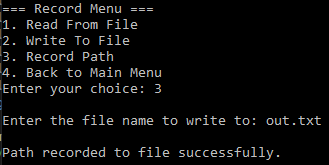 === Record Menu ===
1. Read From File
2. Write To File
3. Record Path
4. Back to Main Menu
Enter your choice: 3
Enter the file name to write to: out.txt
Path recorded to file successfully.